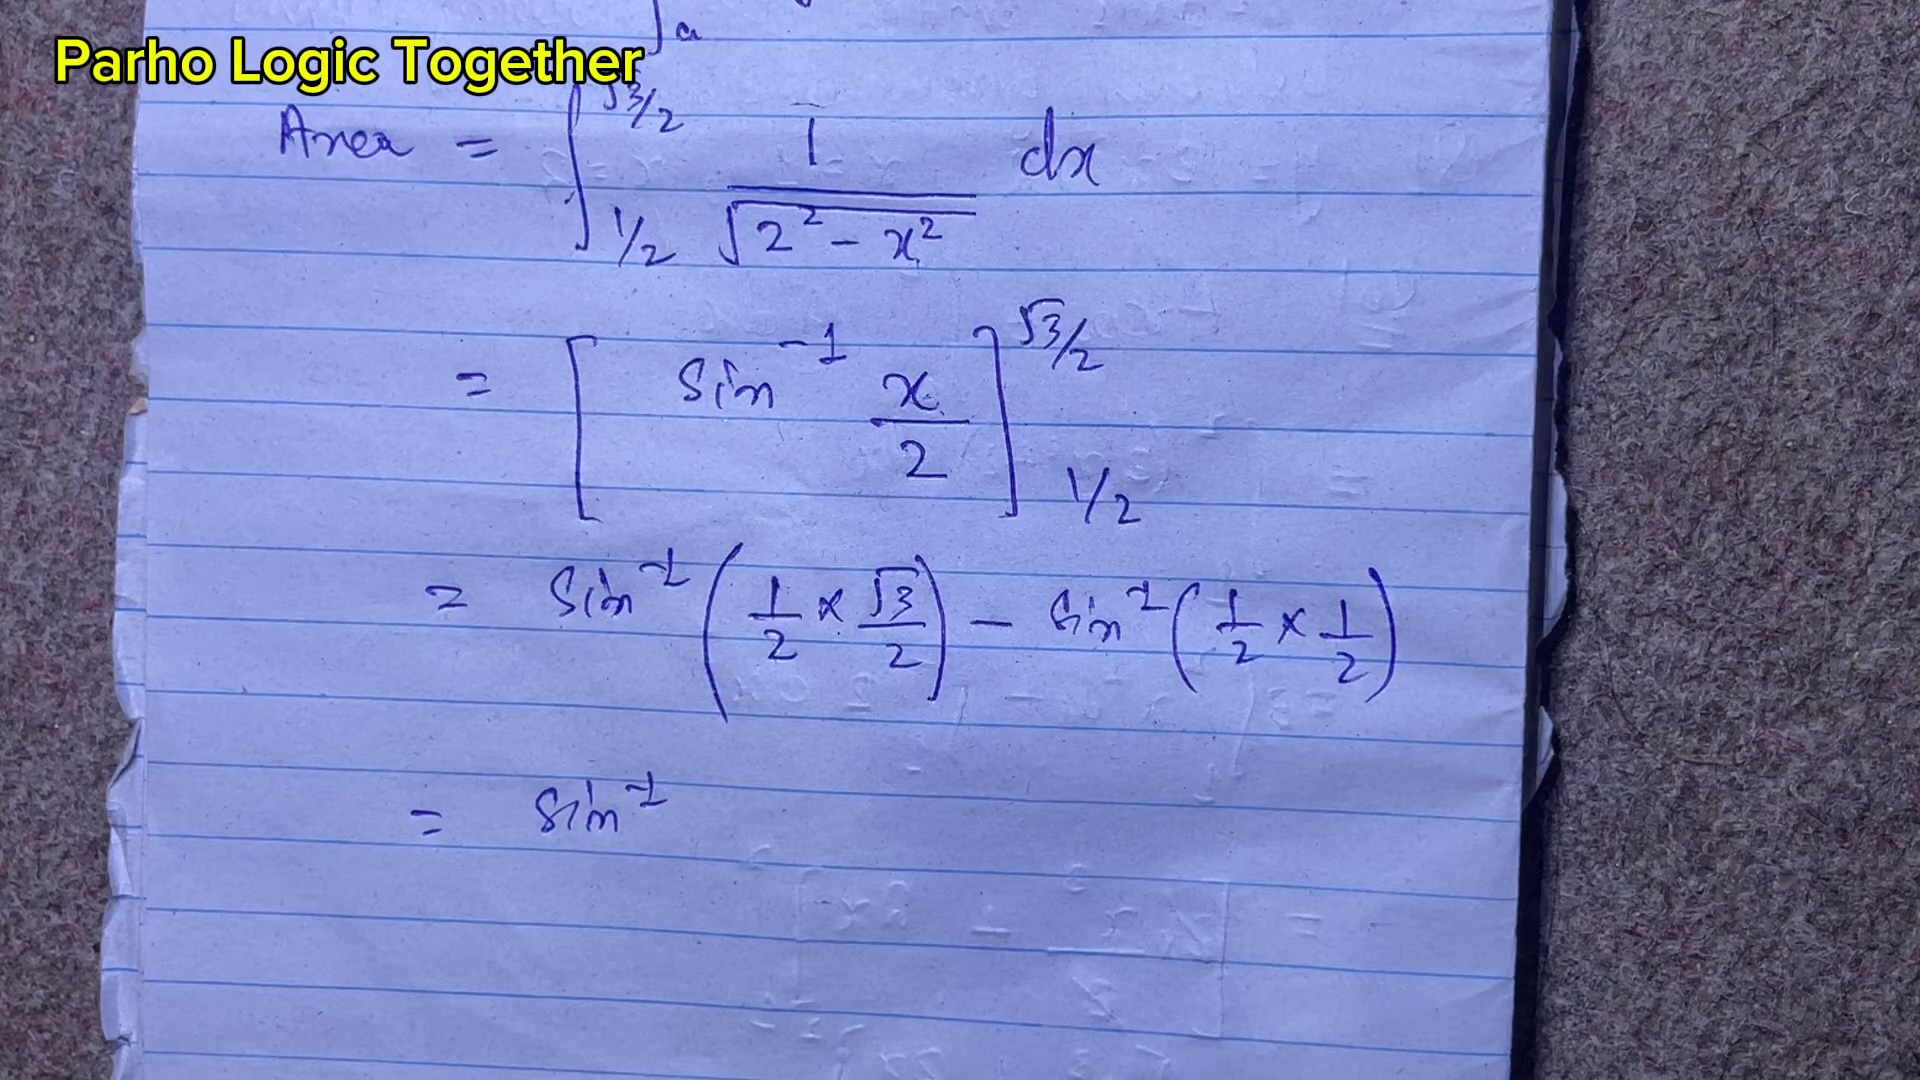 ∫a
Parho Logic Together
Area = ∫_{1/2}^{√3/2} 1/√(2² - x²) dx
= [ Sin⁻¹ x/2 ]_{1/2}^{√3/2}
= Sin⁻¹ (1/2 × √3/2) - Sin⁻¹ (1/2 × 1/2)
= Sin⁻¹